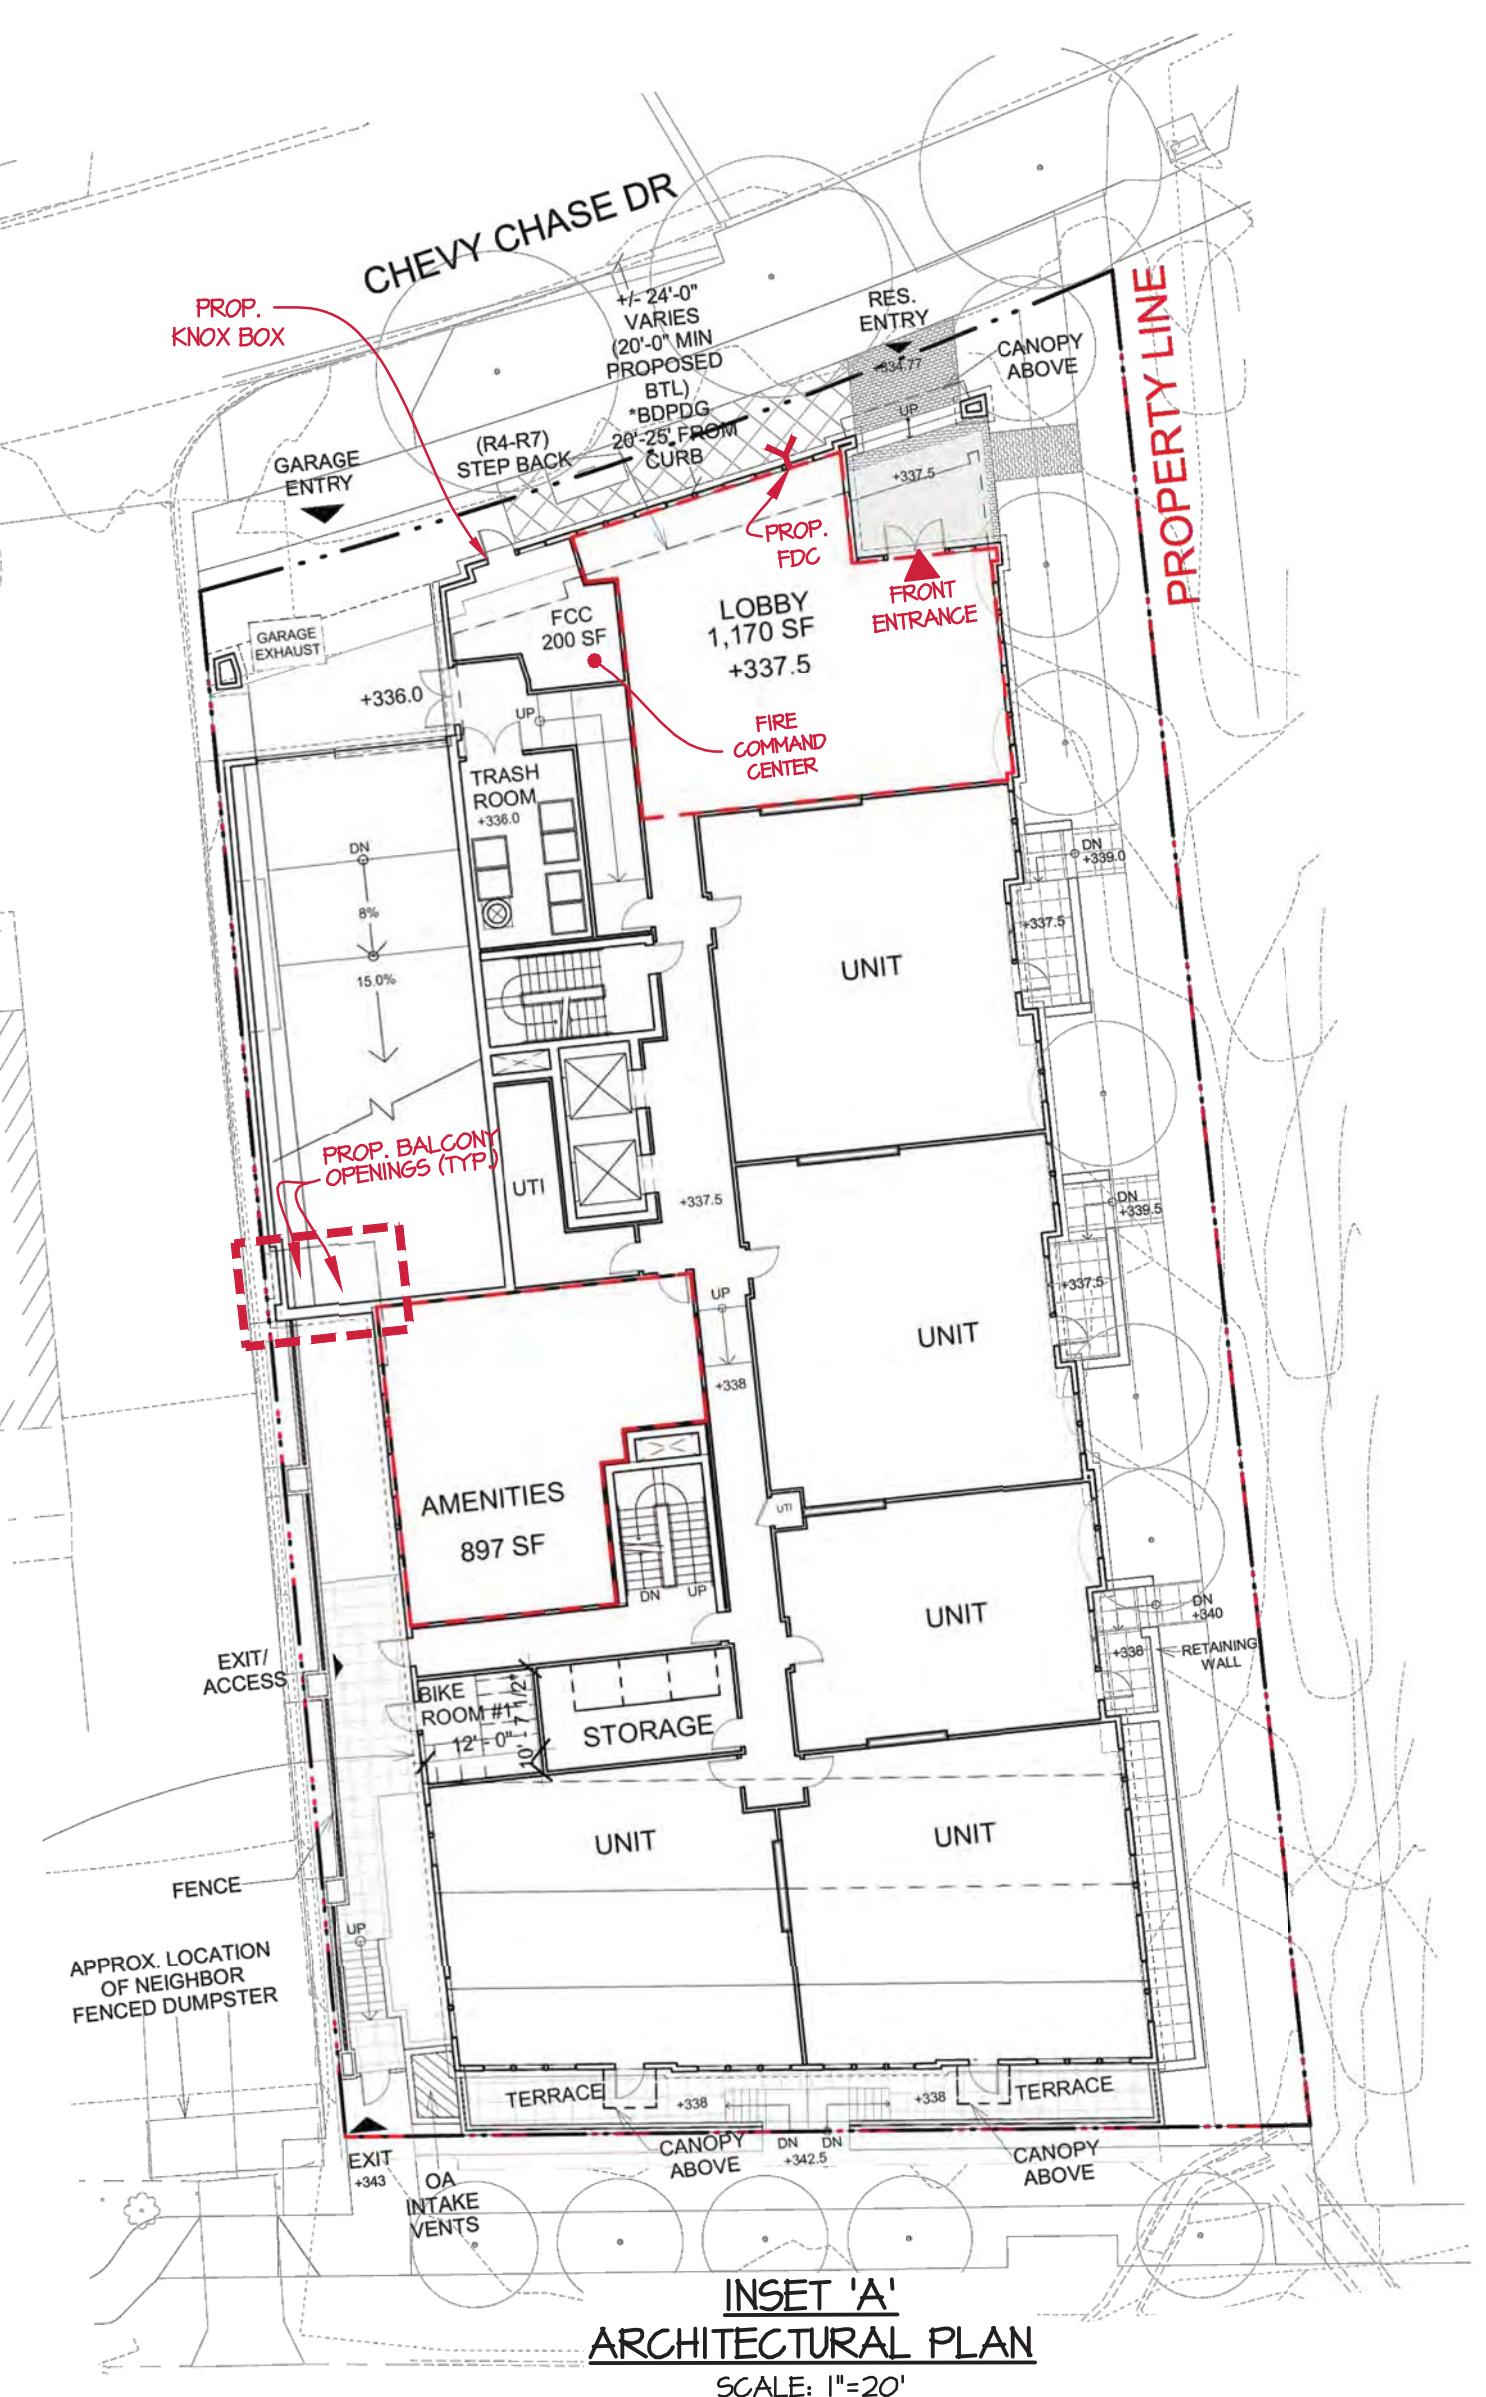 CHEVY CHASE DR
PROP.
KNOX BOX
+/- 24'-0"
VARIES
(20'-0" MIN
PROPOSED
BTL)
*BDPDG
20'-25' FROM
CURB
RES.
ENTRY
+334.77
CANOPY
ABOVE
UP
PROPERTY LINE
(R4-R7)
STEP BACK
GARAGE
ENTRY
+337.5
PROP.
FDC
FRONT
ENTRANCE
LOBBY
1,170 SF
+337.5
FCC
200 SF
GARAGE
EXHAUST
+336.0
UP
FIRE
COMMAND
CENTER
TRASH
ROOM
+336.0
DN
8%
15.0%
DN
+339.0
+337.5
UNIT
PROP. BALCONY
OPENINGS (TYP.)
UTI
+337.5
DN
+339.5
+337.5
UP
UNIT
+338
AMENITIES
897 SF
UTI
DN
UP
UNIT
DN
+340
+338
RETAINING
WALL
EXIT/
ACCESS
BIKE
ROOM #1
12' - 0"
10' - 7 1/2"
STORAGE
UNIT
UNIT
FENCE
UP
APPROX. LOCATION
OF NEIGHBOR
FENCED DUMPSTER
TERRACE
+338
+338
TERRACE
EXIT
+343
OA
INTAKE
VENTS
CANOPY
ABOVE
DN
DN
+342.5
CANOPY
ABOVE
INSET 'A'
ARCHITECTURAL PLAN
SCALE: 1"=20'